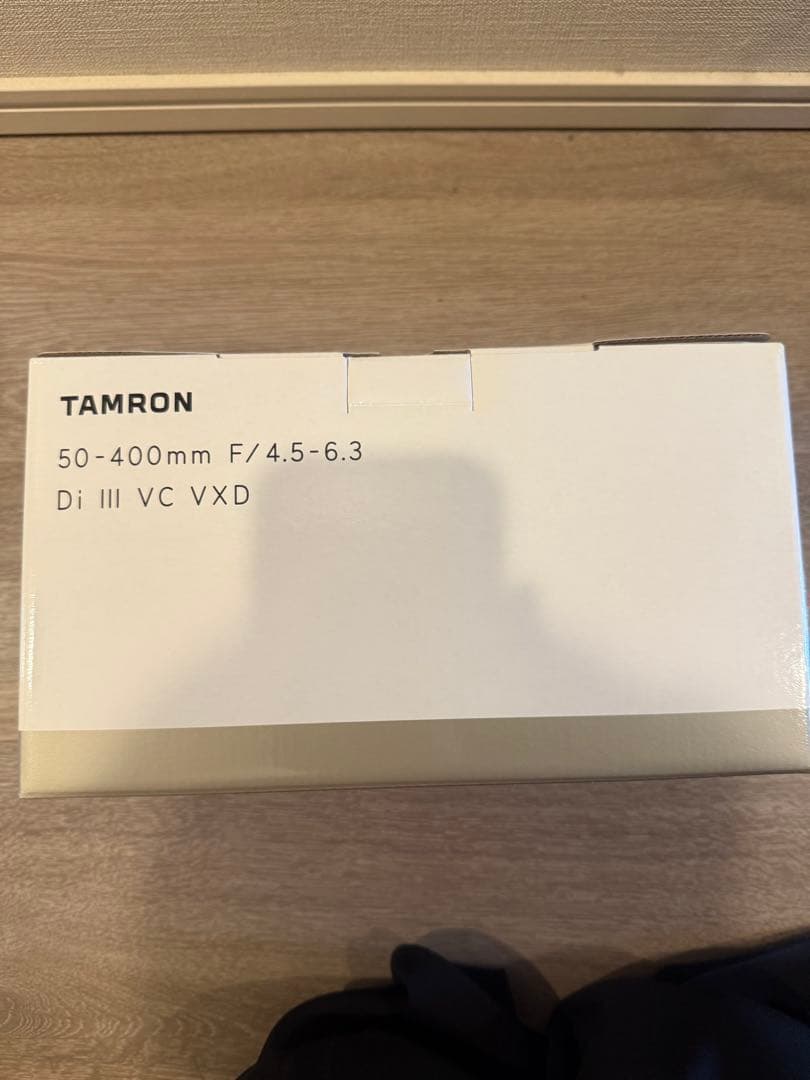 TAMRON
50-400mm F/4.5-6.3
Di III VC VXD